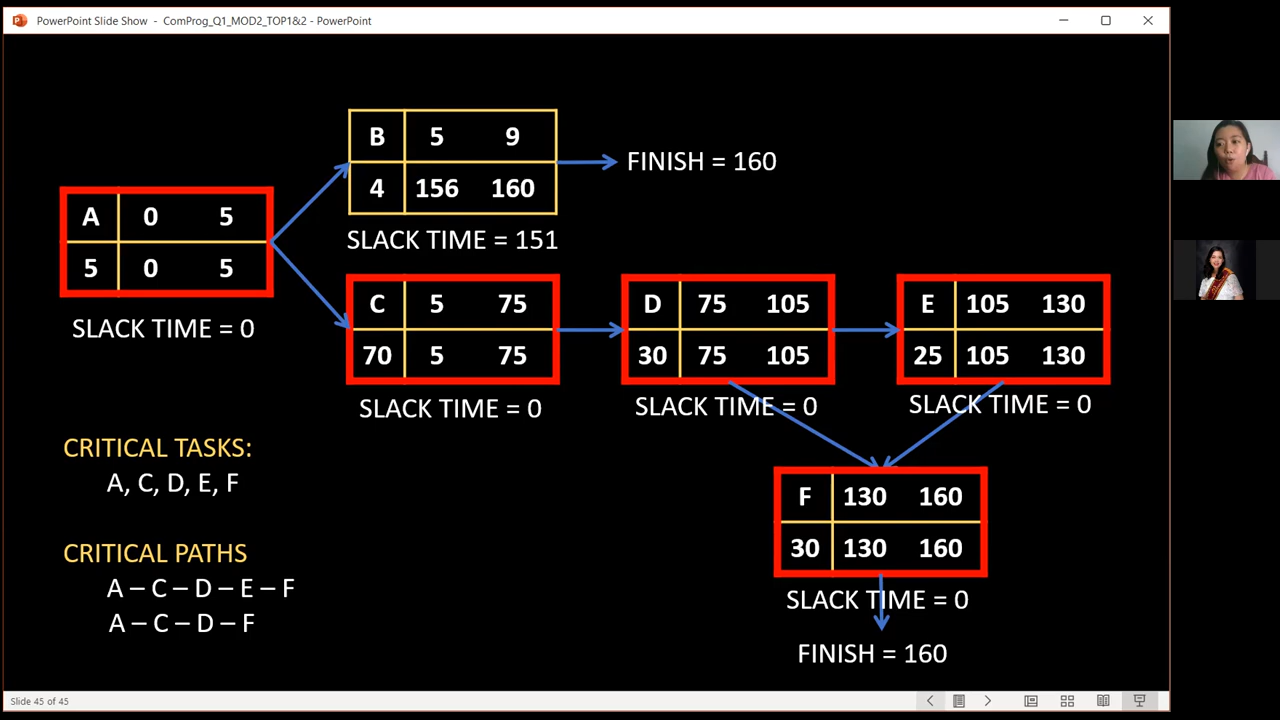 PowerPoint Slide Show - ComProg_Q1_MOD2_TOP1&2 - PowerPoint
B 5 9
4 156 160
FINISH = 160
SLACK TIME = 151
A 0 5
5 0 5
SLACK TIME = 0
C 5 75
70 5 75
SLACK TIME = 0
D 75 105
30 75 105
SLACK TIME = 0
E 105 130
25 105 130
SLACK TIME = 0
CRITICAL TASKS:
A, C, D, E, F
F 130 160
30 130 160
SLACK TIME = 0
FINISH = 160
CRITICAL PATHS
A – C – D – E – F
A – C – D – F
Slide 45 of 45